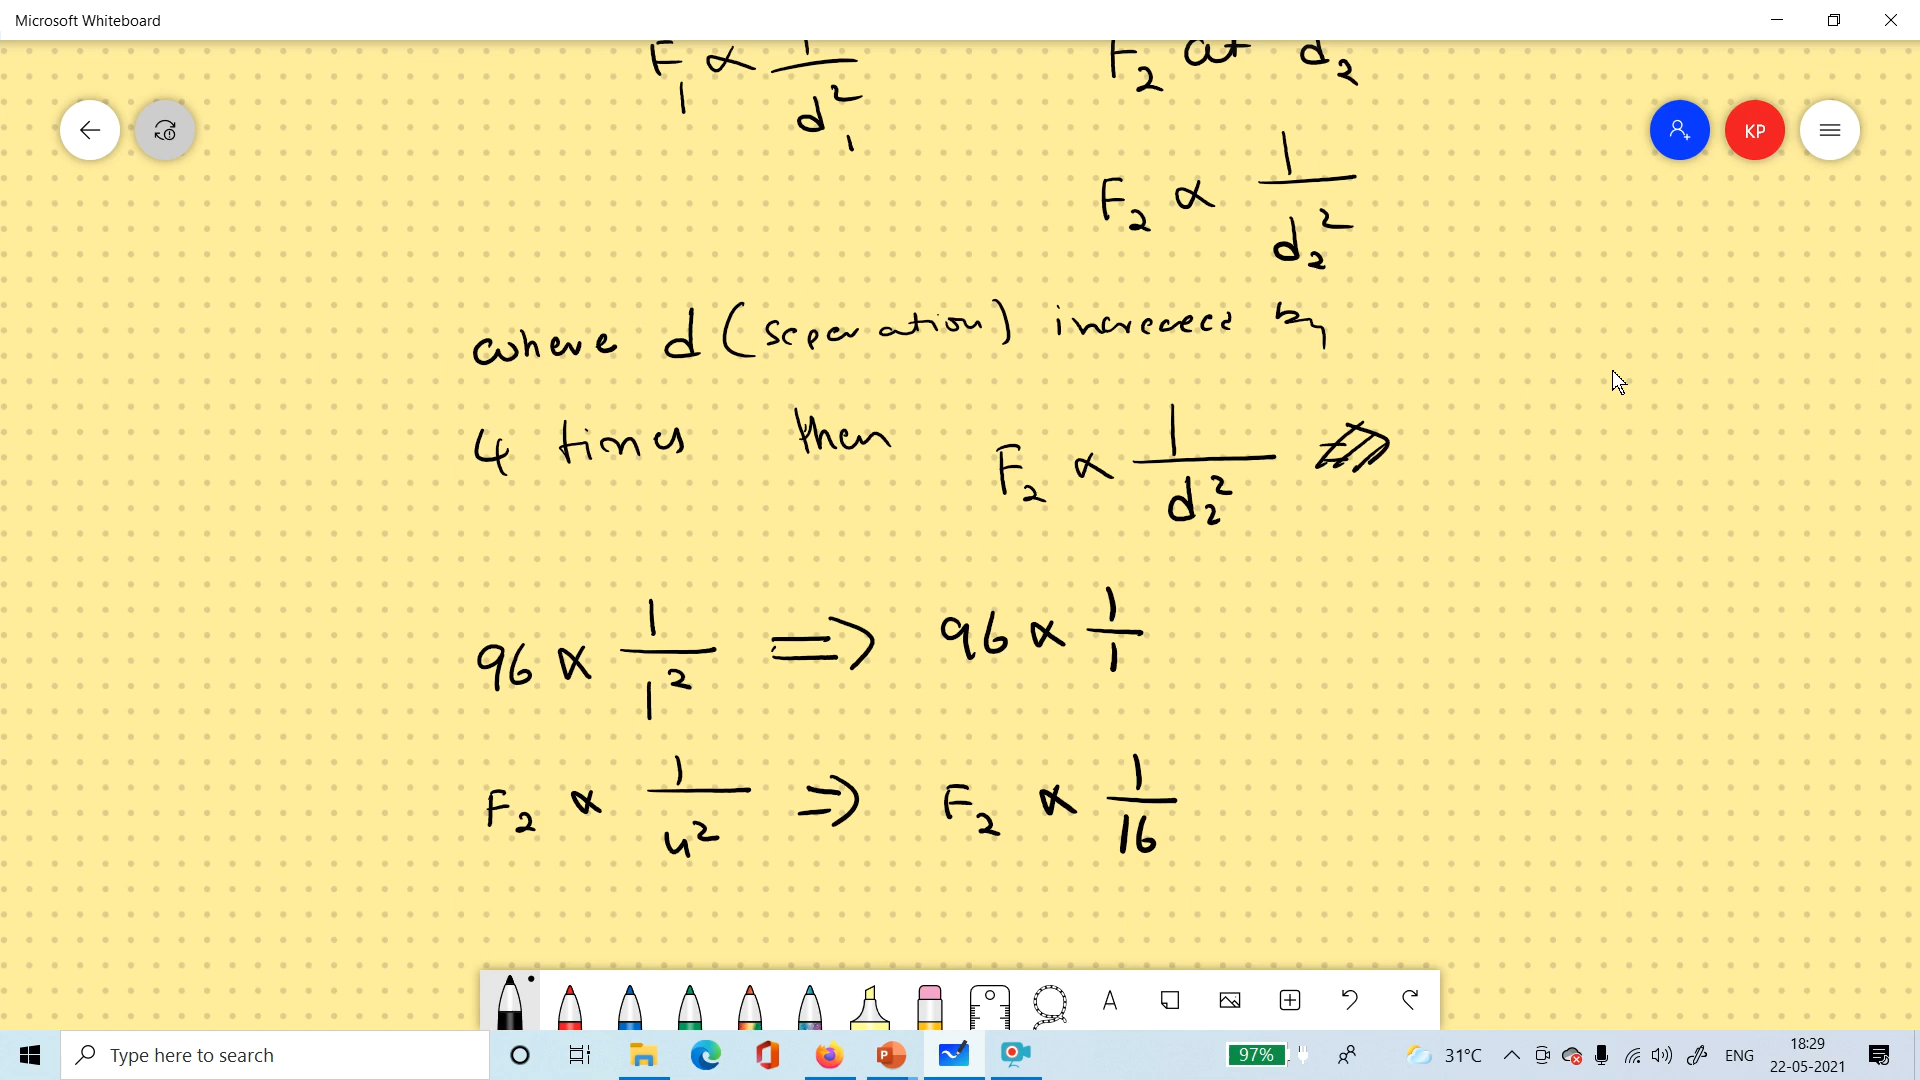 Microsoft Whiteboard
F₁ ∝ 1/d₁²
F₂ at d₂
KP
F₂ ∝ 1/d₂²
where d (seperation) increcece by
4 times then F₂ ∝ 1/d₂²
96 ∝ 1/1² => 96 ∝ 1/1
F₂ ∝ 1/4² => F₂ ∝ 1/16
A
Type here to search
97%
31°C
ENG
18:29
22-05-2021